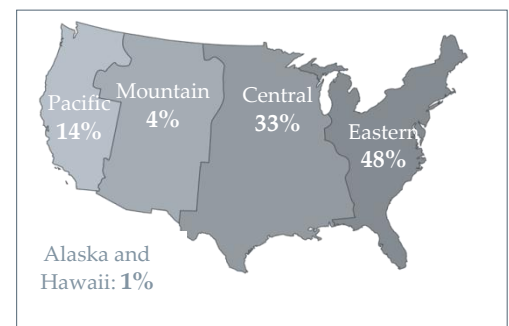 Pacific
14%
Mountain
4%
Central
33%
Eastern
48%
Alaska and
Hawaii: 1%